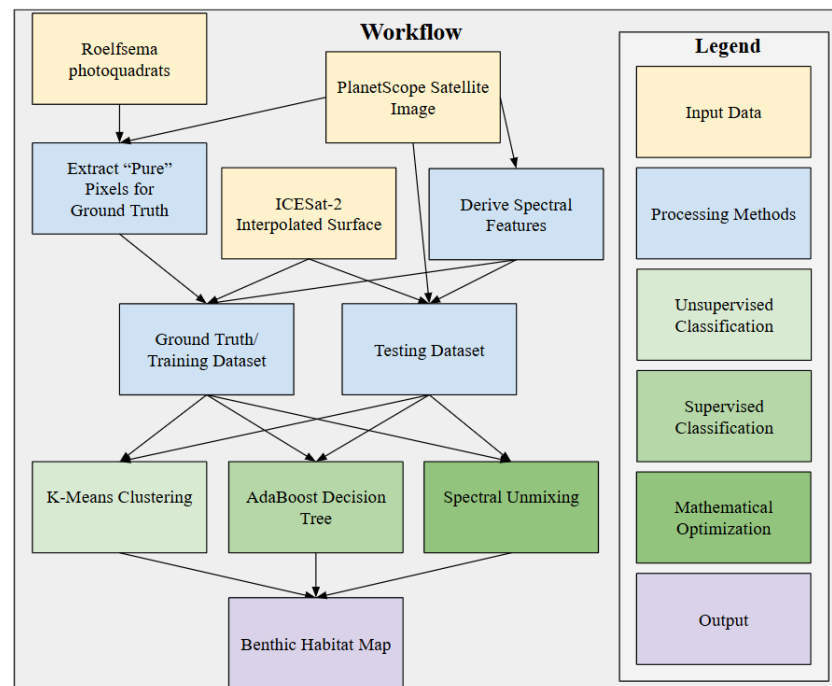 Workflow
Roelfsema
photoquadrats
PlanetScope Satellite
Image
Extract “Pure”
Pixels for
Ground Truth
ICESat-2
Interpolated Surface
Derive Spectral
Features
Ground Truth/
Training Dataset
Testing Dataset
K-Means Clustering
AdaBoost Decision
Tree
Spectral Unmixing
Benthic Habitat Map
Legend
Input Data
Processing Methods
Unsupervised
Classification
Supervised
Classification
Mathematical
Optimization
Output